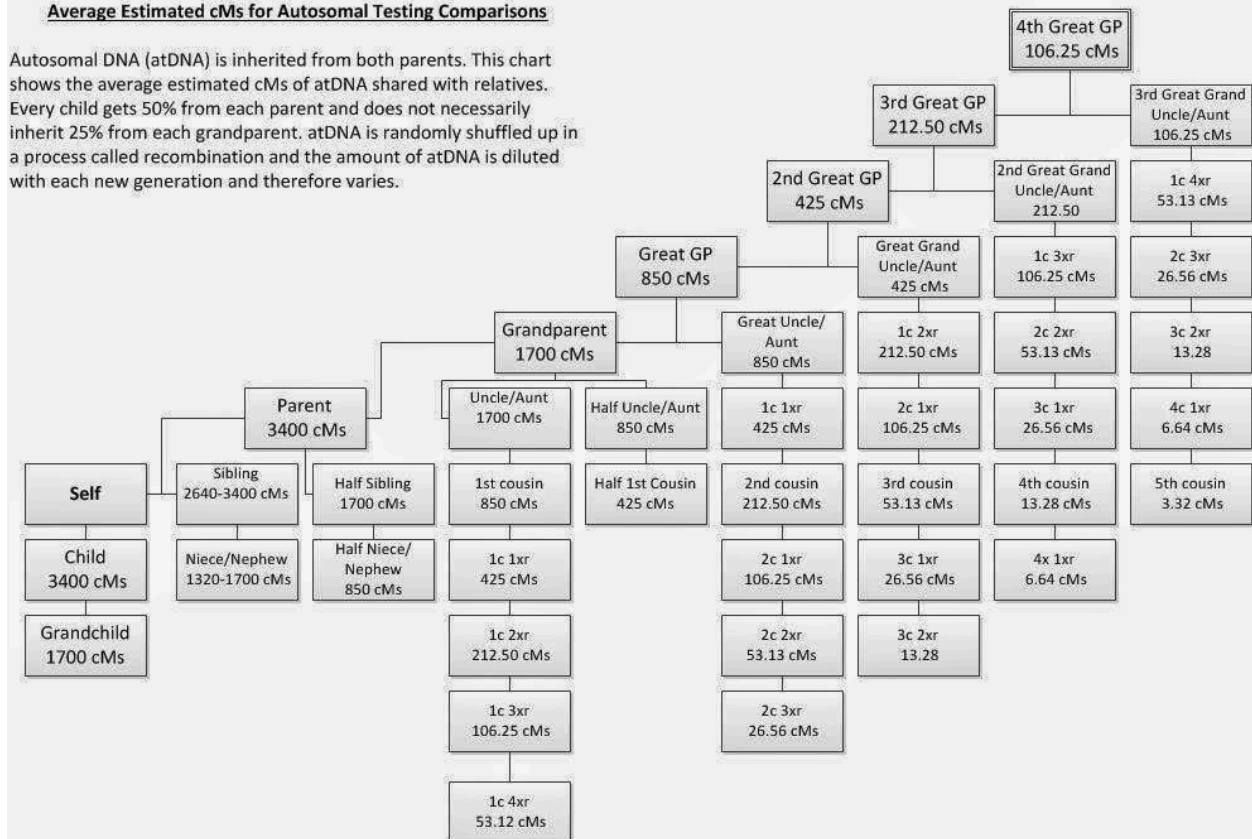 Average Estimated cMs for Autosomal Testing Comparisons
Autosomal DNA (atDNA) is inherited from both parents. This chart
shows the average estimated cMs of atDNA shared with relatives.
Every child gets 50% from each parent and does not necessarily
inherit 25% from each grandparent. atDNA is randomly shuffled up in
a process called recombination and the amount of atDNA is diluted
with each new generation and therefore varies.
4th Great GP
106.25 cMs
3rd Great GP
212.50 cMs
3rd Great Grand
Uncle/Aunt
106.25 cMs
2nd Great GP
425 cMs
2nd Great Grand
Uncle/Aunt
212.50
1c 4xr
53.13 cMs
Great GP
850 cMs
Great Grand
Uncle/Aunt
425 cMs
1c 3xr
106.25 cMs
2c 3xr
26.56 cMs
Grandparent
1700 cMs
Great Uncle/
Aunt
850 cMs
1c 2xr
212.50 cMs
2c 2xr
53.13 cMs
3c 2xr
13.28
Parent
3400 cMs
Uncle/Aunt
1700 cMs
Half Uncle/Aunt
850 cMs
1c 1xr
425 cMs
2c 1xr
106.25 cMs
3c 1xr
26.56 cMs
4c 1xr
6.64 cMs
Self
Sibling
2640-3400 cMs
Half Sibling
1700 cMs
1st cousin
850 cMs
Half 1st Cousin
425 cMs
2nd cousin
212.50 cMs
3rd cousin
53.13 cMs
4th cousin
13.28 cMs
5th cousin
3.32 cMs
Child
3400 cMs
Niece/Nephew
1320-1700 cMs
Half Niece/
Nephew
850 cMs
1c 1xr
425 cMs
2c 1xr
106.25 cMs
3c 1xr
26.56 cMs
4x 1xr
6.64 cMs
Grandchild
1700 cMs
1c 2xr
212.50 cMs
2c 2xr
53.13 cMs
3c 2xr
13.28
1c 3xr
106.25 cMs
2c 3xr
26.56 cMs
1c 4xr
53.12 cMs